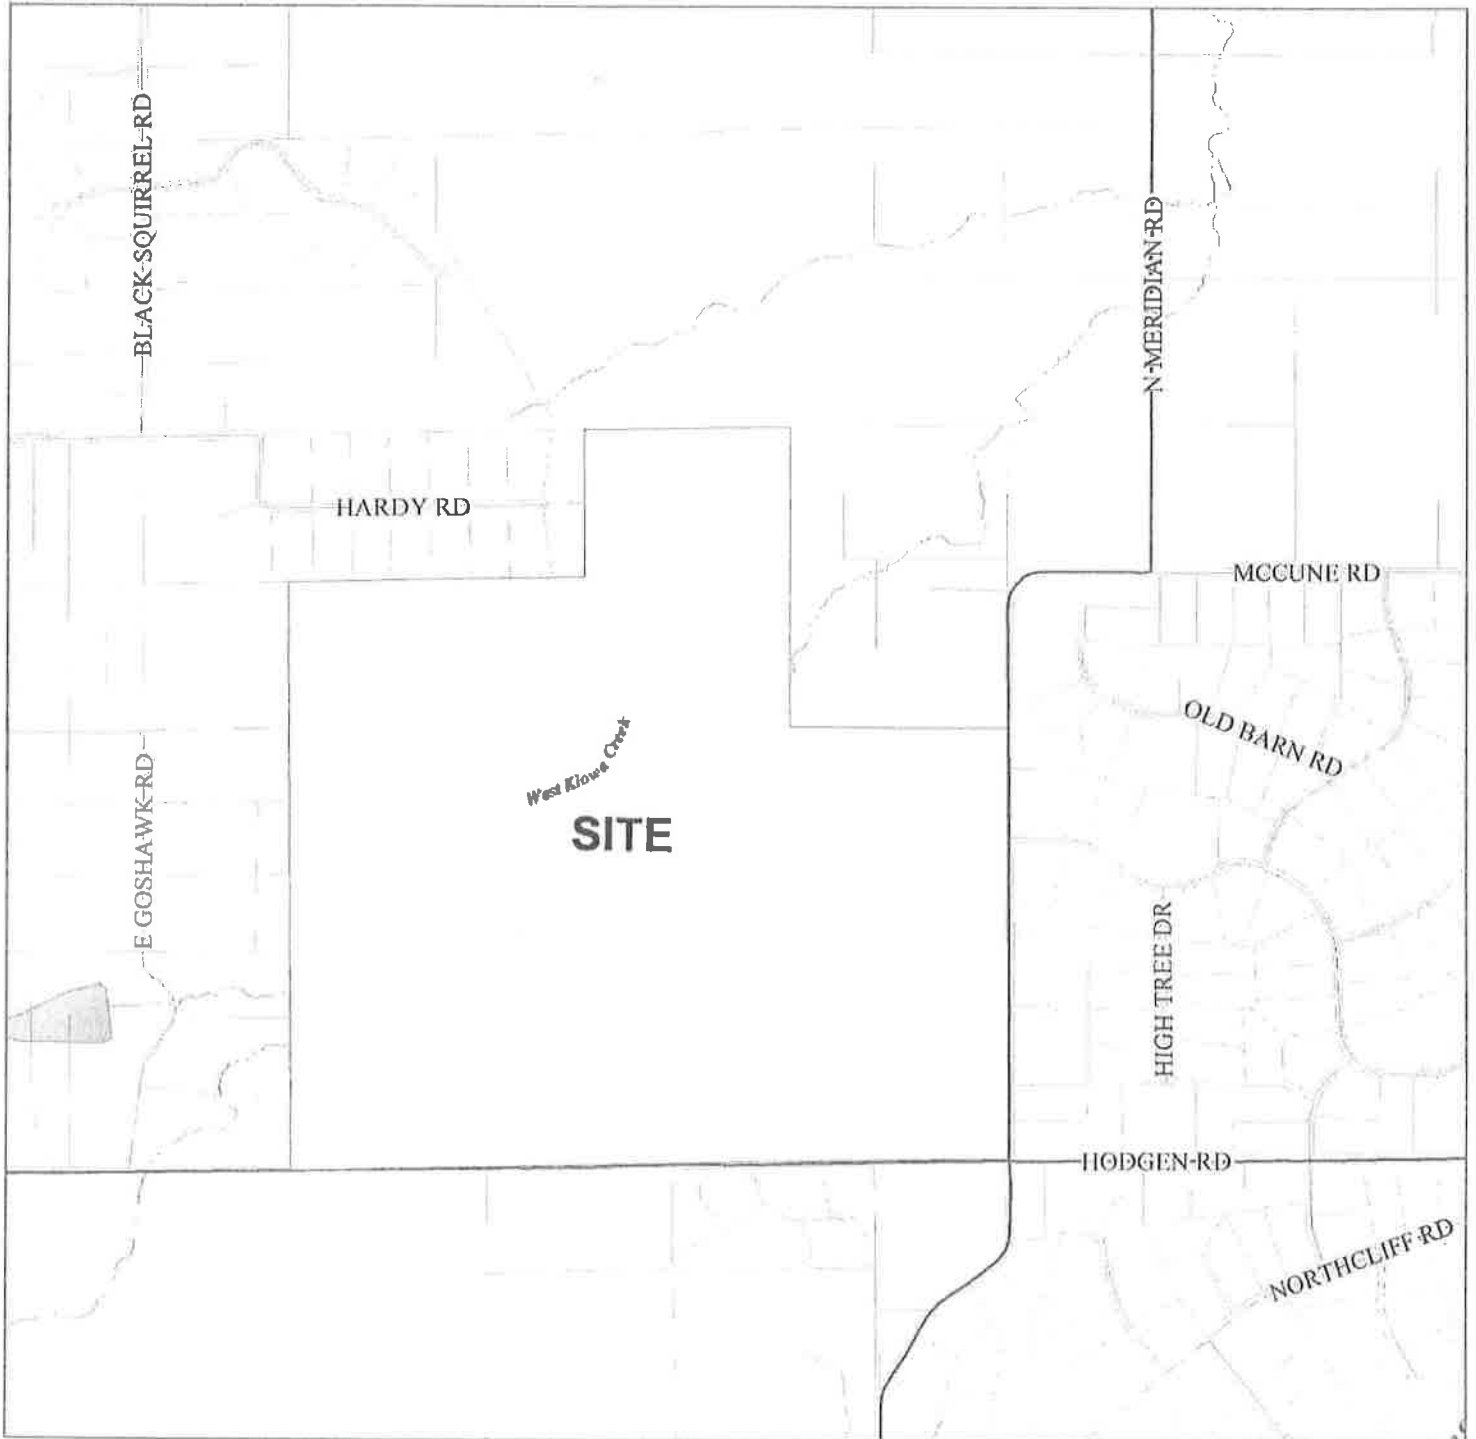 BLACK SQUIRREL RD
N MERIDIAN RD
HARDY RD
MCCUNE RD
OLD BARN RD
West Kiowa Creek
E GOSHAWK RD
SITE
HIGH TREE DR
HODGEN RD
NORTHCLIFF RD